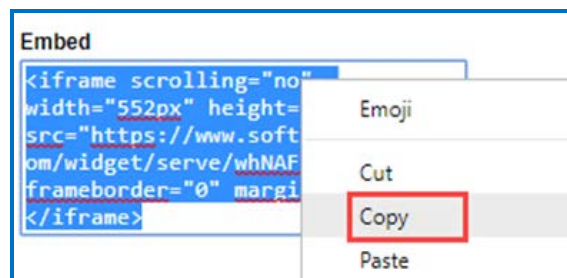 Embed
<iframe scrolling="no"
width="552px" height=
src="https://www.soft
om/widget/serve/whNAF
frameborder="0" margi
</iframe>
Emoji
Cut
Copy
Paste